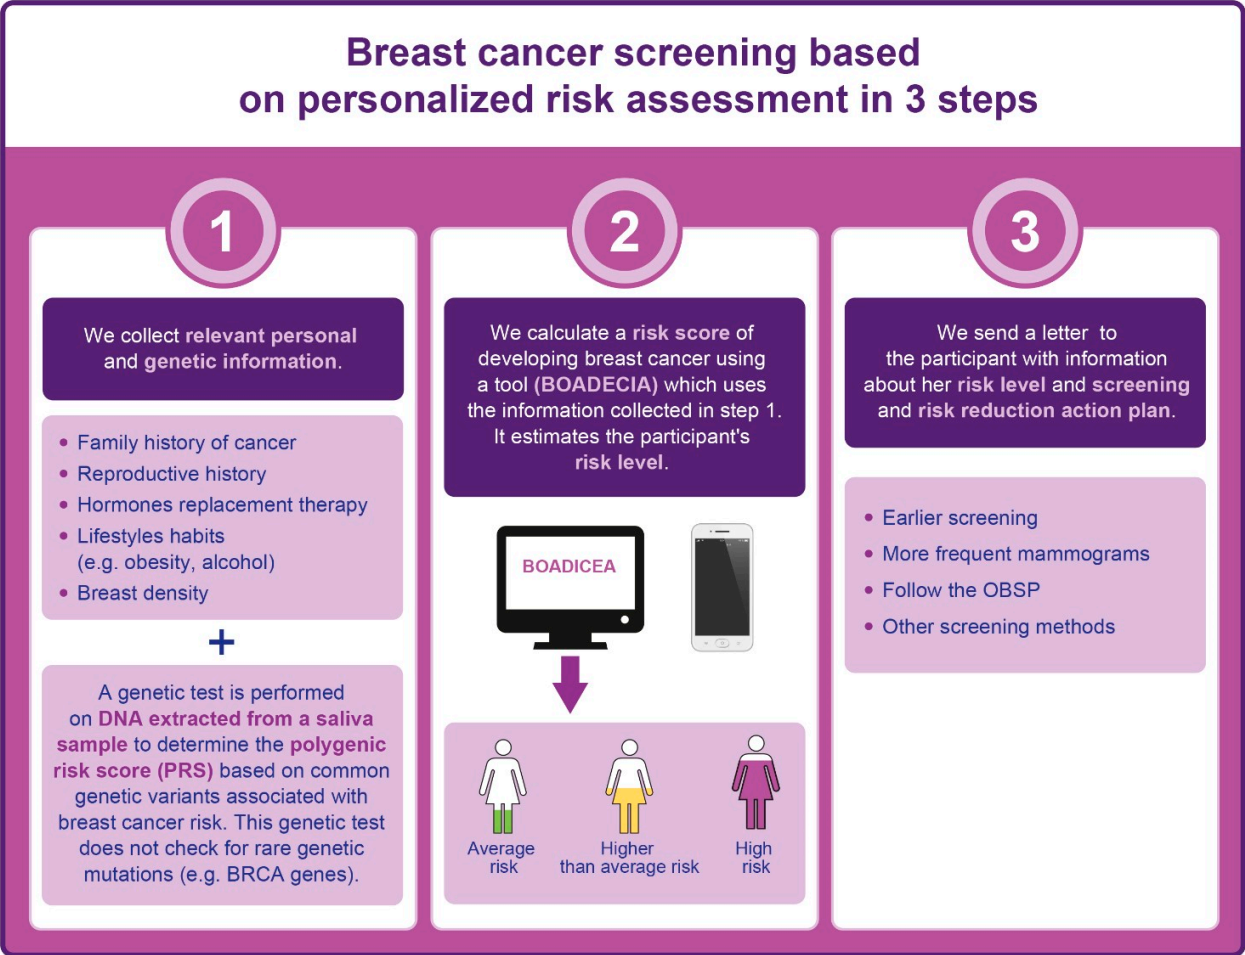 Breast cancer screening based
on personalized risk assessment in 3 steps
1
We collect relevant personal
and genetic information.
• Family history of cancer
• Reproductive history
• Hormones replacement therapy
• Lifestyles habits
(e.g. obesity, alcohol)
• Breast density
+
A genetic test is performed
on DNA extracted from a saliva
sample to determine the polygenic
risk score (PRS) based on common
genetic variants associated with
breast cancer risk. This genetic test
does not check for rare genetic
mutations (e.g. BRCA genes).
2
We calculate a risk score of
developing breast cancer using
a tool (BOADECIA) which uses
the information collected in step 1.
It estimates the participant's
risk level.
BOADICEA
Average
risk
Higher
than average risk
High
risk
3
We send a letter to
the participant with information
about her risk level and screening
and risk reduction action plan.
• Earlier screening
• More frequent mammograms
• Follow the OBSP
• Other screening methods